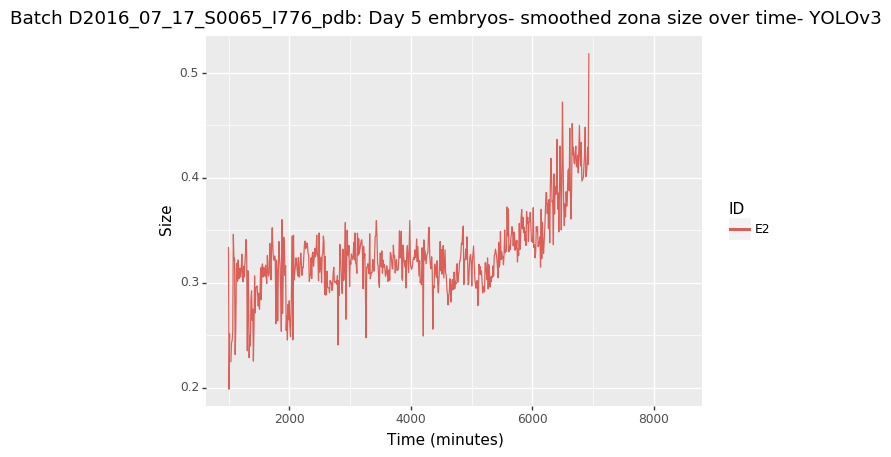 Batch D2016_07_17_S0065_I776_pdb: Day 5 embryos- smoothed zona size over time- YOLOv3
0.5
0.4
0.3
0.2
Size
2000 4000 6000 8000
Time (minutes)
ID
E2